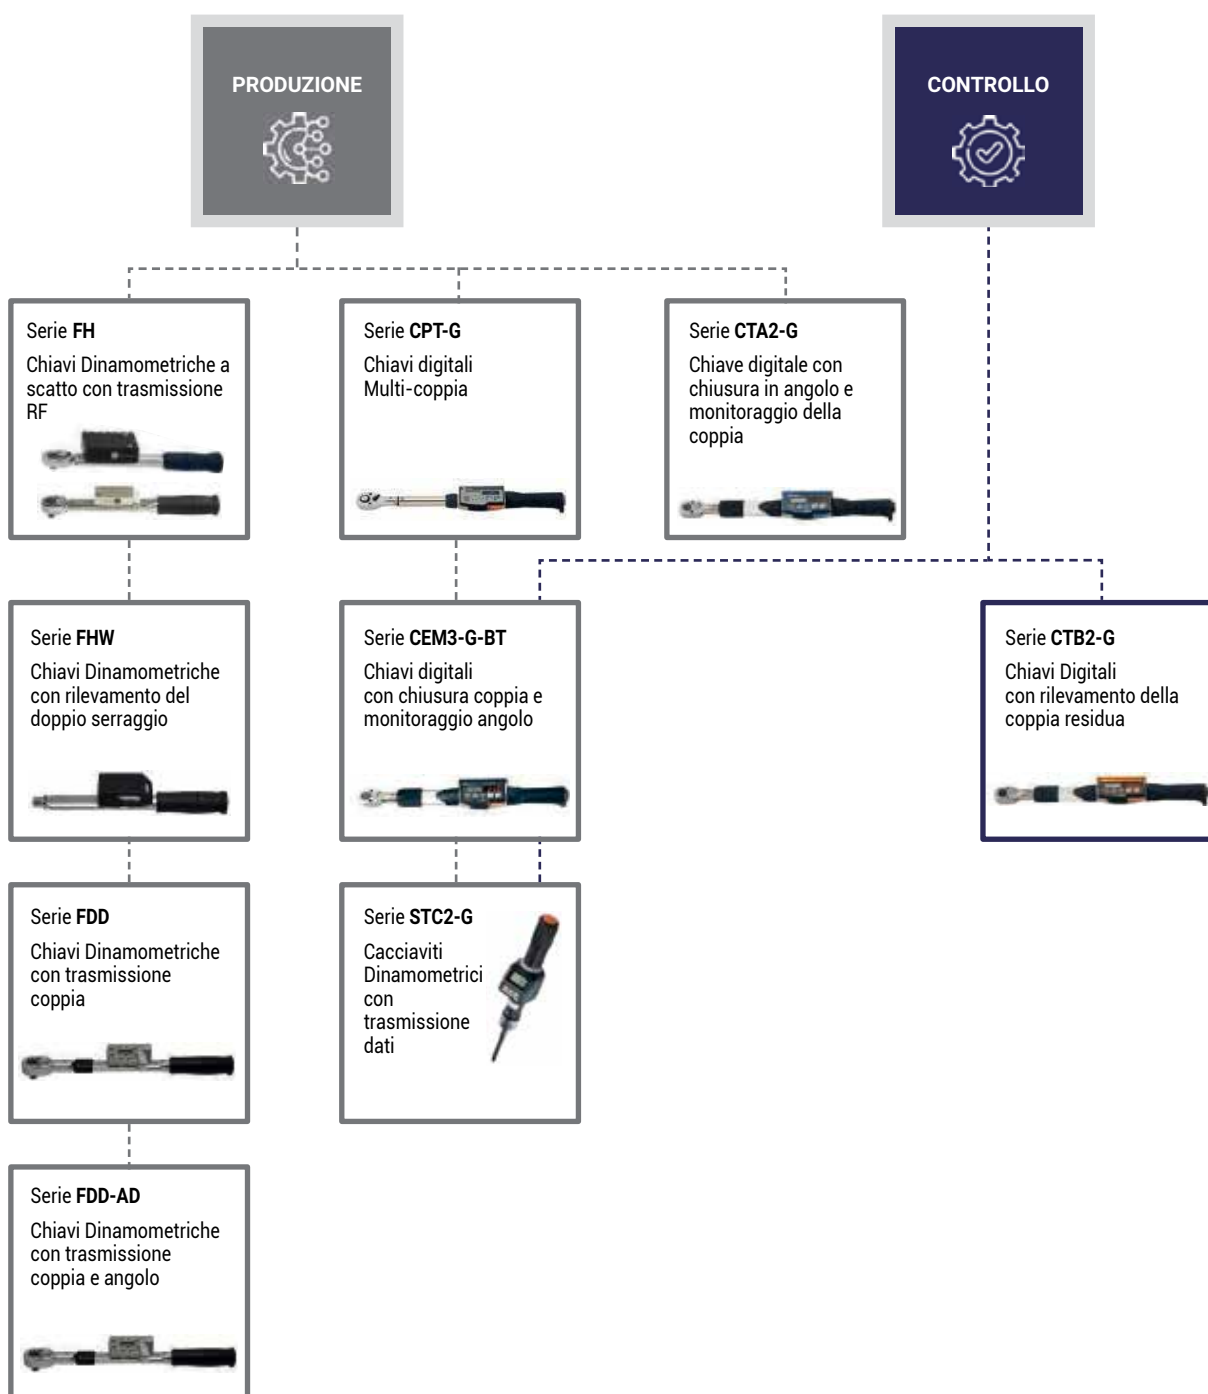 PRODUZIONE
CONTROLLO
Serie FH
Chiavi Dinamometriche a
scatto con trasmissione
RF
Serie CPT-G
Chiavi digitali
Multi-coppia
Serie CTA2-G
Chiave digitale con
chiusura in angolo e
monitoraggio della
coppia
Serie FHW
Chiavi Dinamometriche
con rilevamento del
doppio serraggio
Serie CEM3-G-BT
Chiavi digitali
con chiusura coppia e
monitoraggio angolo
Serie CTB2-G
Chiavi Digitali
con rilevamento della
coppia residua
Serie FDD
Chiavi Dinamometriche
con trasmissione
coppia
Serie STC2-G
Cacciaviti
Dinamometrici
con
trasmissione
dati
Serie FDD-AD
Chiavi Dinamometriche
con trasmissione
coppia e angolo